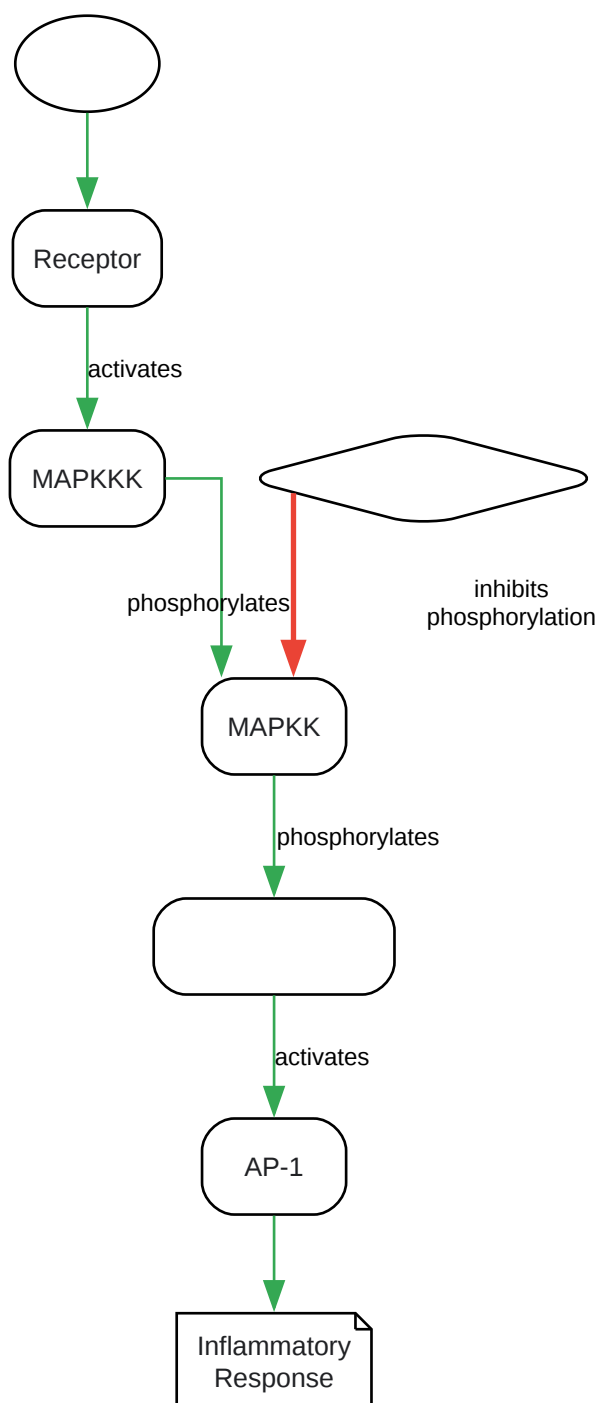 Receptor
activates
MAPKKK
phosphorylates
inhibits
phosphorylation
MAPKK
phosphorylates
activates
AP-1
Inflammatory
Response